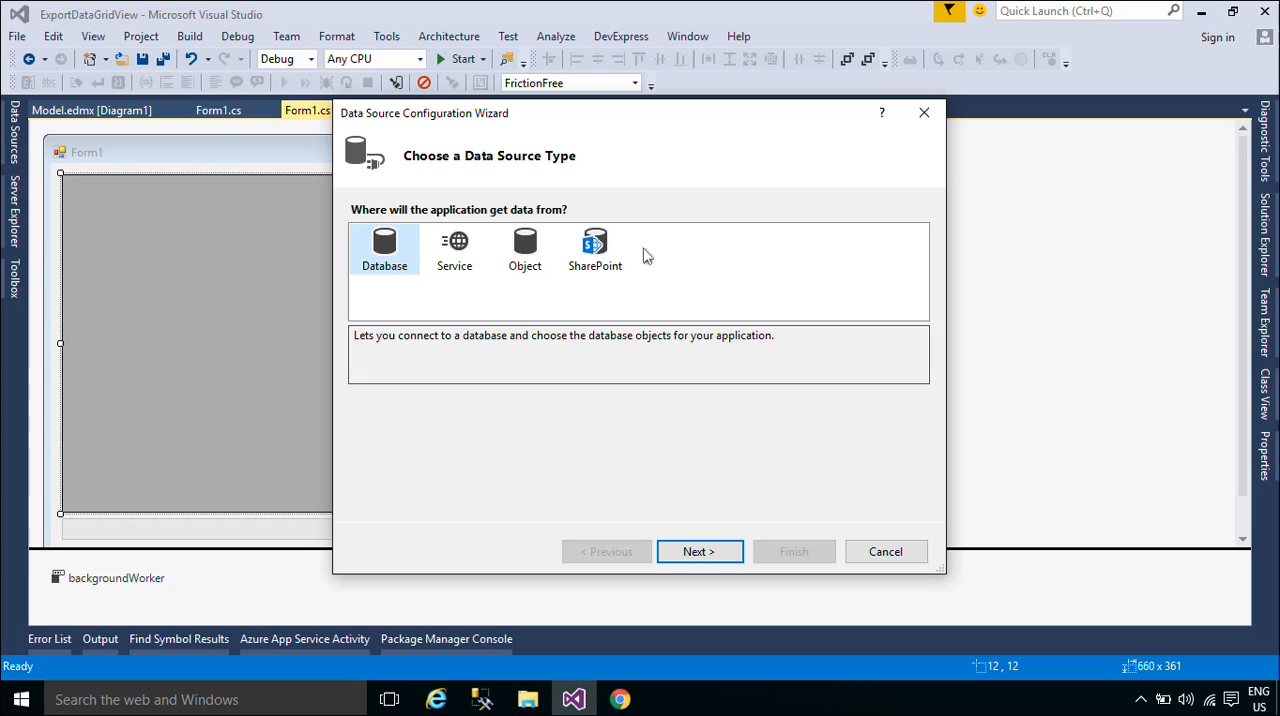 ExportDataGridView - Microsoft Visual Studio
Quick Launch (Ctrl+Q)
File Edit View Project Build Debug Team Format Tools Architecture Test Analyze DevExpress Window Help
Sign in
Debug Any CPU Start
FrictionFree
Model.edmx [Diagram1] Form1.cs Form1.cs
Data Sources
Server Explorer
Toolbox
Form1
Data Source Configuration Wizard
?
Choose a Data Source Type
Where will the application get data from?
Database Service Object SharePoint
Lets you connect to a database and choose the database objects for your application.
< Previous Next > Finish Cancel
Diagnostic Tools
Solution Explorer
Team Explorer
Class View
Properties
backgroundWorker
Error List Output Find Symbol Results Azure App Service Activity Package Manager Console
Ready
12 , 12
660 x 361
Search the web and Windows
ENG
US